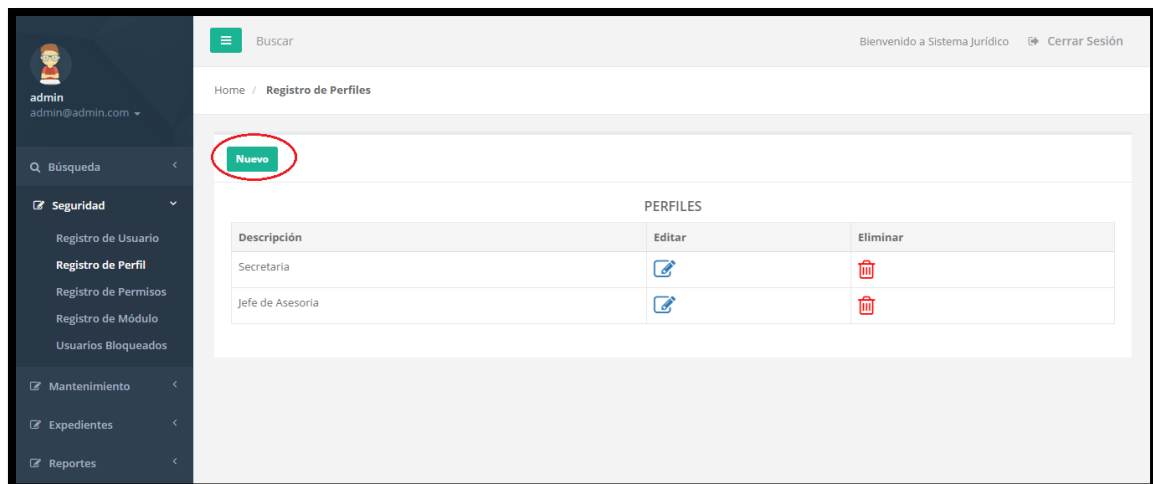 admin
admin@admin.com
Búsqueda
Seguridad
Registro de Usuario
Registro de Perfil
Registro de Permisos
Registro de Módulo
Usuarios Bloqueados
Mantenimiento
Expedientes
Reportes
Buscar
Bienvenido a Sistema Jurídico Cerrar Sesión
Home / Registro de Perfiles
Nuevo
PERFILES
Descripción Editar Eliminar
Secretaria
Jefe de Asesoria